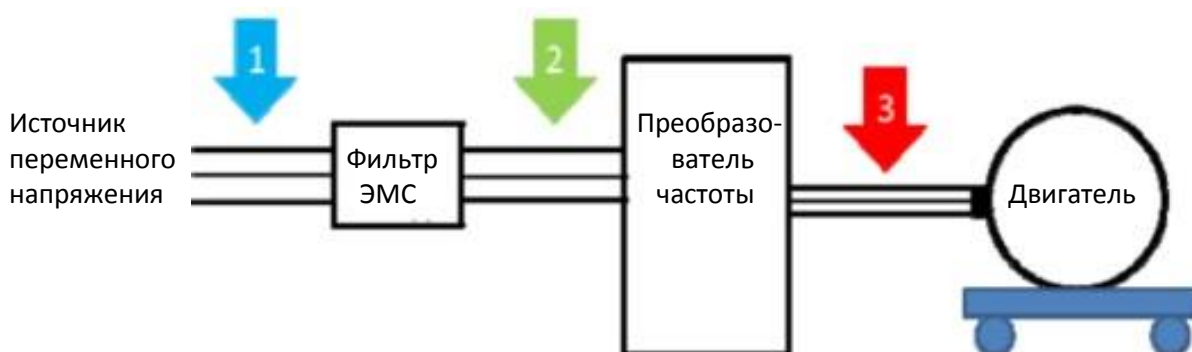 1
2
3
Источник
переменного
напряжения
Фильтр
ЭМС
Преобразо-
ватель
частоты
Двигатель